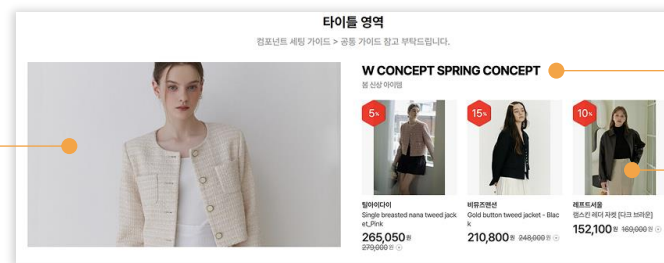 타이틀 영역
컴포넌트 세팅 가이드 > 공통 가이드 참고 부탁드립니다.
W CONCEPT SPRING CONCEPT
봄 신상 아이템
5%
15%
10%
틸아이다이
Single breasted nana tweed jack
et_Pink
265,050원
279,000원
비뮤즈맨션
Gold button tweed jacket - Blac
k
210,800원 248,000원
레프트서울
램스킨 레더 자켓 [다크 브라운]
152,100원 169,000원